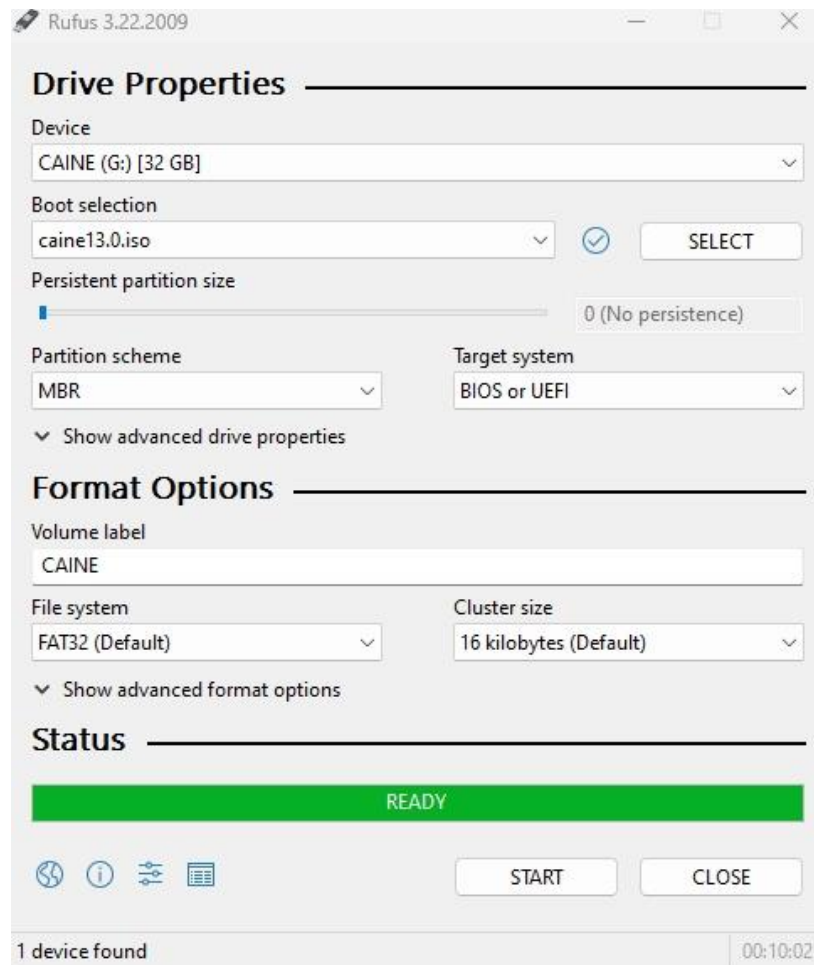 Rufus 3.22.2009
Drive Properties
Device
CAINE (G:) [32 GB]
Boot selection
caine13.0.iso
SELECT
Persistent partition size
0 (No persistence)
Partition scheme
Target system
MBR
BIOS or UEFI
Show advanced drive properties
Format Options
Volume label
CAINE
File system
Cluster size
FAT32 (Default)
16 kilobytes (Default)
Show advanced format options
Status
READY
START
CLOSE
1 device found
00:10:02